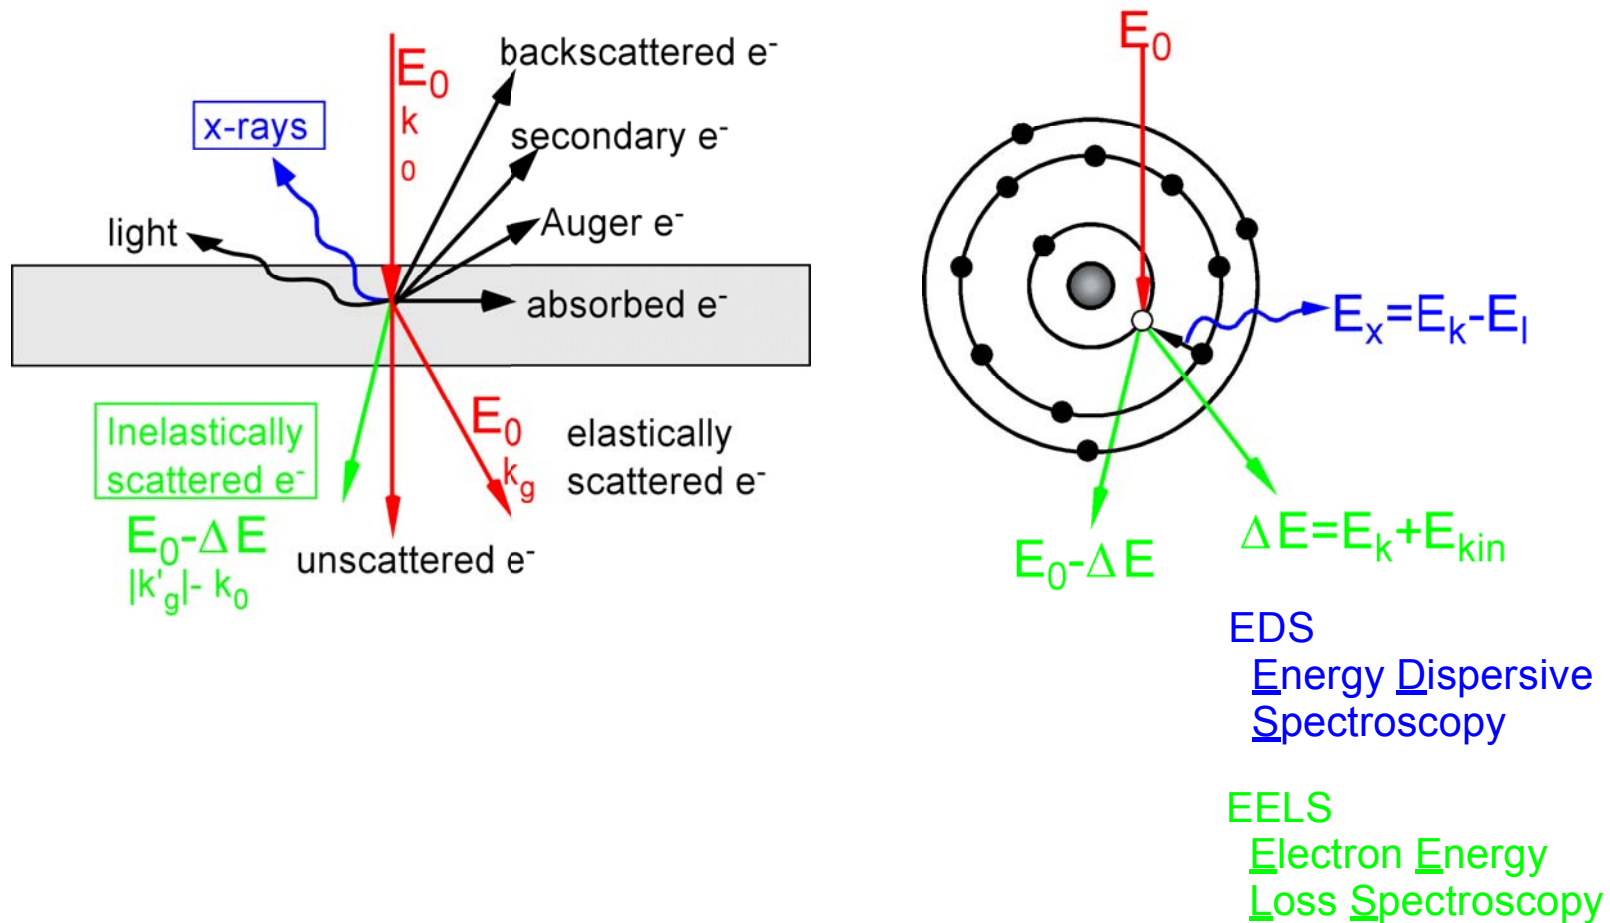 backscattered e⁻
E₀
k
0
x-rays
secondary e⁻
light
Auger e⁻
absorbed e⁻
Inelastically
scattered e⁻
E₀-ΔE
|k'g|- k₀
unscattered e⁻
E₀
kg
elastically
scattered e⁻
E₀
Eₓ=Eₖ-Eₗ
E₀-ΔE
ΔE=Eₖ+Eₖᵢₙ
EDS
Energy Dispersive
Spectroscopy
EELS
Electron Energy
Loss Spectroscopy